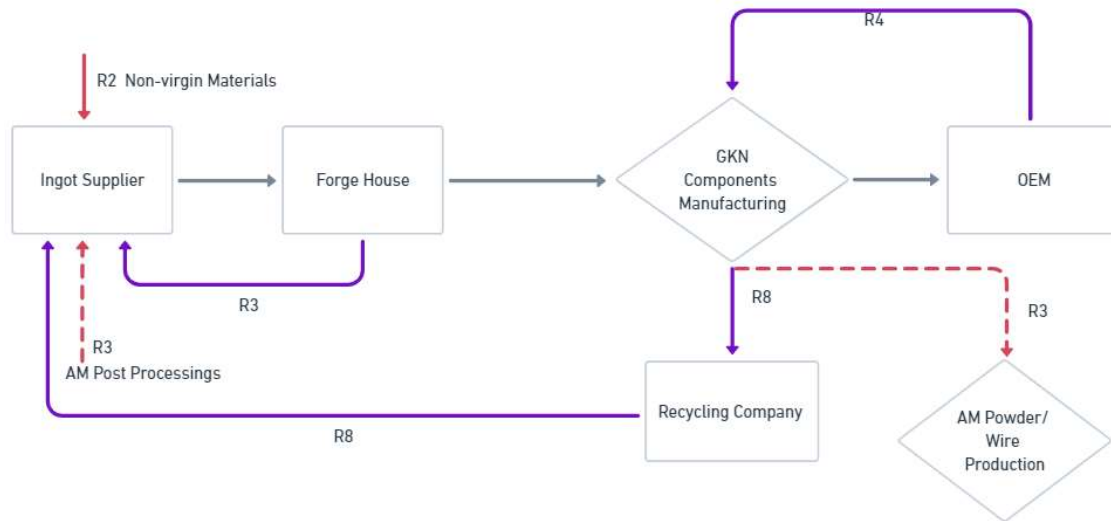 R4
R2 Non-virgin Materials
Ingot Supplier
Forge House
GKN
Components
Manufacturing
OEM
R3
R8
R3
R3
AM Post Processings
Recycling Company
R8
AM Powder/
Wire
Production